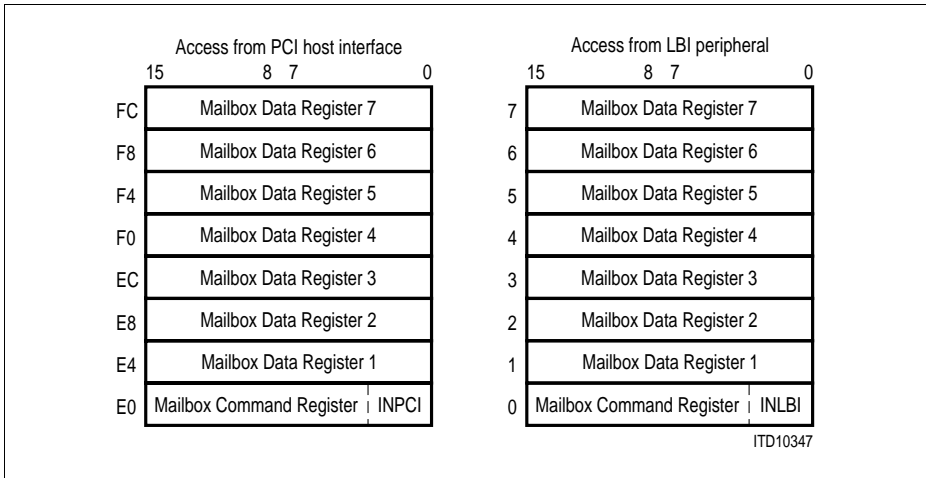 Access from PCI host interface
15 8 7 0
FC Mailbox Data Register 7
F8 Mailbox Data Register 6
F4 Mailbox Data Register 5
F0 Mailbox Data Register 4
EC Mailbox Data Register 3
E8 Mailbox Data Register 2
E4 Mailbox Data Register 1
E0 Mailbox Command Register INPCI
Access from LBI peripheral
15 8 7 0
7 Mailbox Data Register 7
6 Mailbox Data Register 6
5 Mailbox Data Register 5
4 Mailbox Data Register 4
3 Mailbox Data Register 3
2 Mailbox Data Register 2
1 Mailbox Data Register 1
0 Mailbox Command Register INLBI
ITD10347